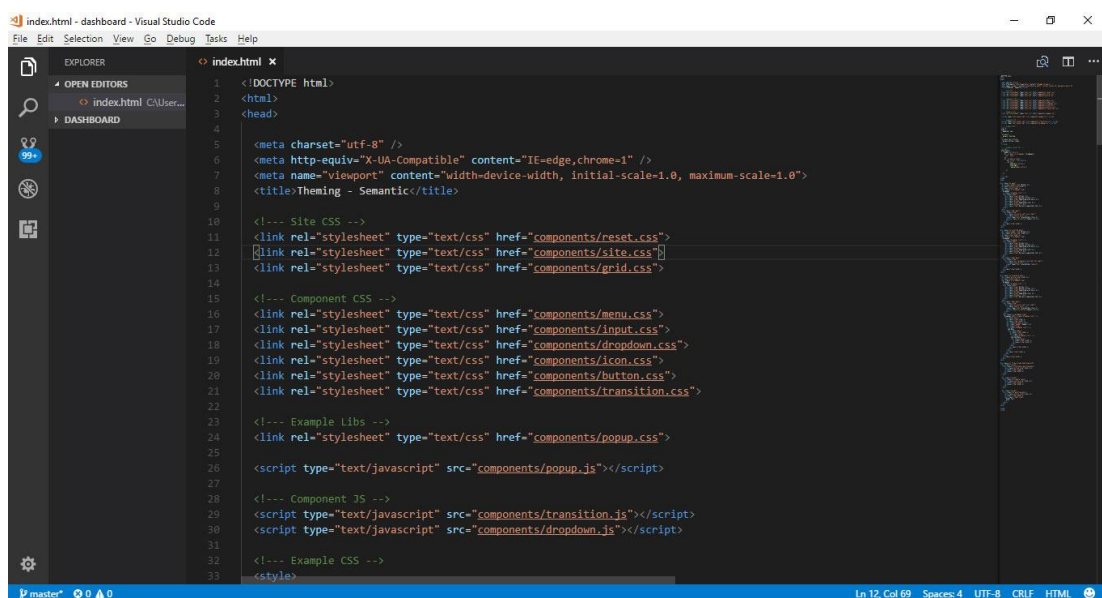 index.html - dashboard - Visual Studio Code
File Edit Selection View Go Debug Tasks Help
EXPLORER
index.html
OPEN EDITORS
index.html C:\User...
DASHBOARD
99+
1 <!DOCTYPE html>
2 <html>
3 <head>
4
5 <meta charset="utf-8" />
6 <meta http-equiv="X-UA-Compatible" content="IE=edge,chrome=1" />
7 <meta name="viewport" content="width=device-width, initial-scale=1.0, maximum-scale=1.0">
8 <title>Theming - Semantic</title>
9
10 <!--- Site CSS -->
11 <link rel="stylesheet" type="text/css" href="components/reset.css">
12 <link rel="stylesheet" type="text/css" href="components/site.css">
13 <link rel="stylesheet" type="text/css" href="components/grid.css">
14
15 <!--- Component CSS -->
16 <link rel="stylesheet" type="text/css" href="components/menu.css">
17 <link rel="stylesheet" type="text/css" href="components/input.css">
18 <link rel="stylesheet" type="text/css" href="components/dropdown.css">
19 <link rel="stylesheet" type="text/css" href="components/icon.css">
20 <link rel="stylesheet" type="text/css" href="components/button.css">
21 <link rel="stylesheet" type="text/css" href="components/transition.css">
22
23 <!--- Example Libs -->
24 <link rel="stylesheet" type="text/css" href="components/popup.css">
25
26 <script type="text/javascript" src="components/popup.js"></script>
27
28 <!--- Component JS -->
29 <script type="text/javascript" src="components/transition.js"></script>
30 <script type="text/javascript" src="components/dropdown.js"></script>
31
32 <!--- Example CSS -->
33 <style>
master* 0 0 Ln 12, Col 69 Spaces: 4 UTF-8 CRLF HTML